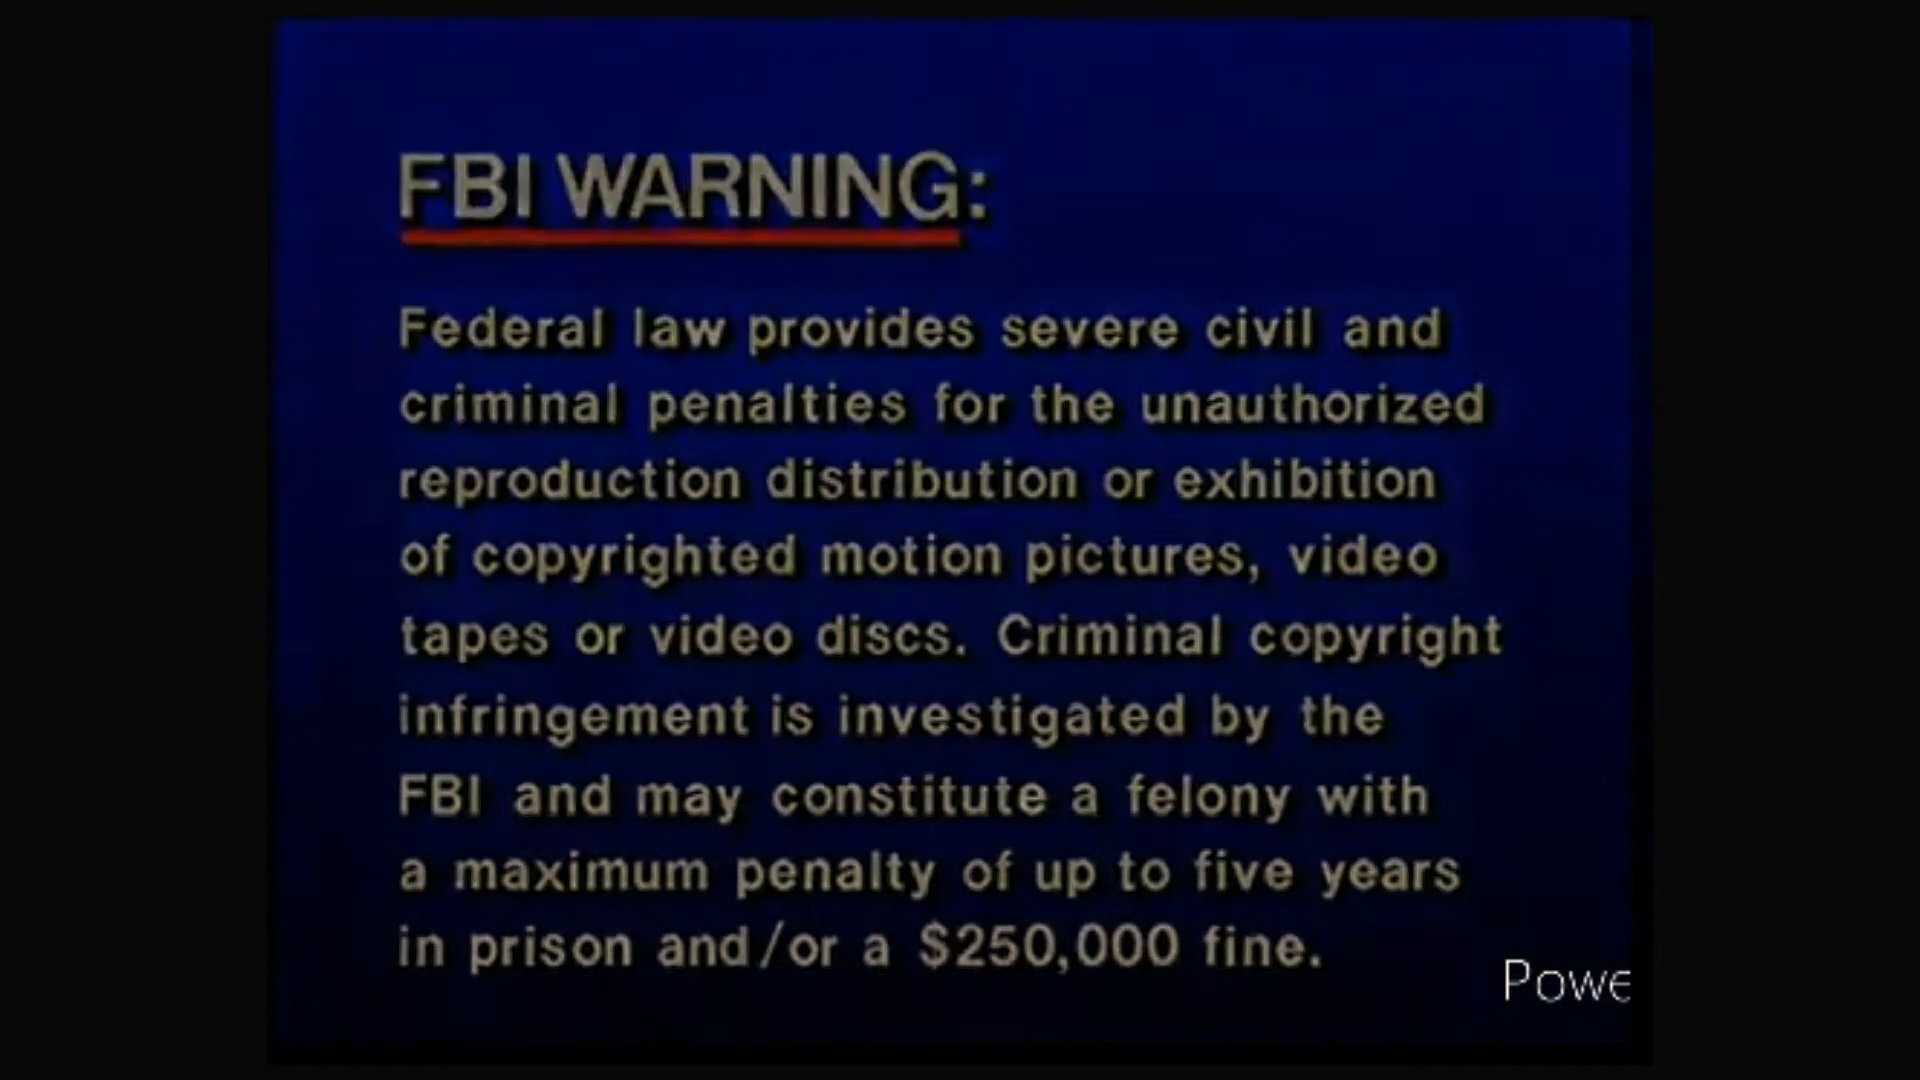 FBI WARNING:
Federal law provides severe civil and
criminal penalties for the unauthorized
reproduction distribution or exhibition
of copyrighted motion pictures, video
tapes or video discs. Criminal copyright
infringement is investigated by the
FBI and may constitute a felony with
a maximum penalty of up to five years
in prison and/or a $250,000 fine.
Powe